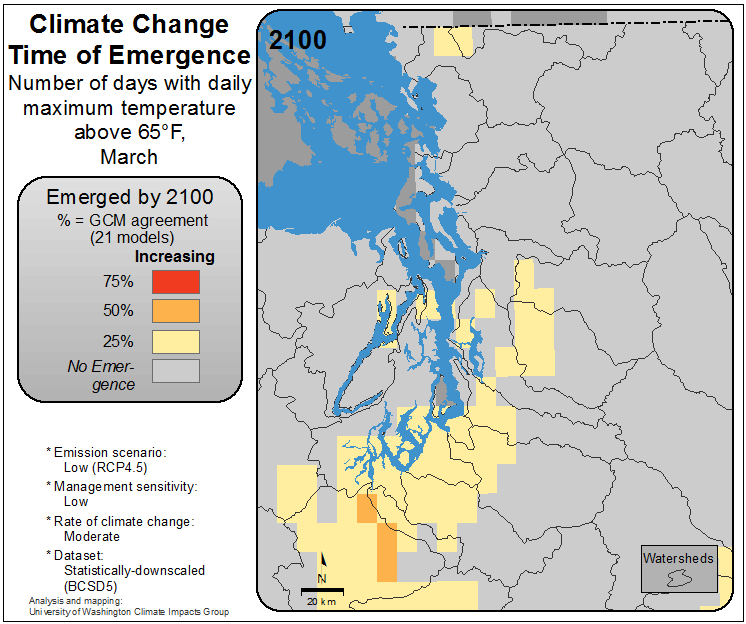 Climate Change
Time of Emergence
Number of days with daily
maximum temperature
above 65°F,
March
Emerged by 2100
% = GCM agreement
(21 models)
Increasing
75%
50%
25%
No Emer-
gence
* Emission scenario:
Low (RCP4.5)
* Management sensitivity:
Low
* Rate of climate change:
Moderate
* Dataset:
Statistically-downscaled
(BCSD5)
Analysis and mapping:
University of Washington Climate Impacts Group
2100
N
20 km
Watersheds